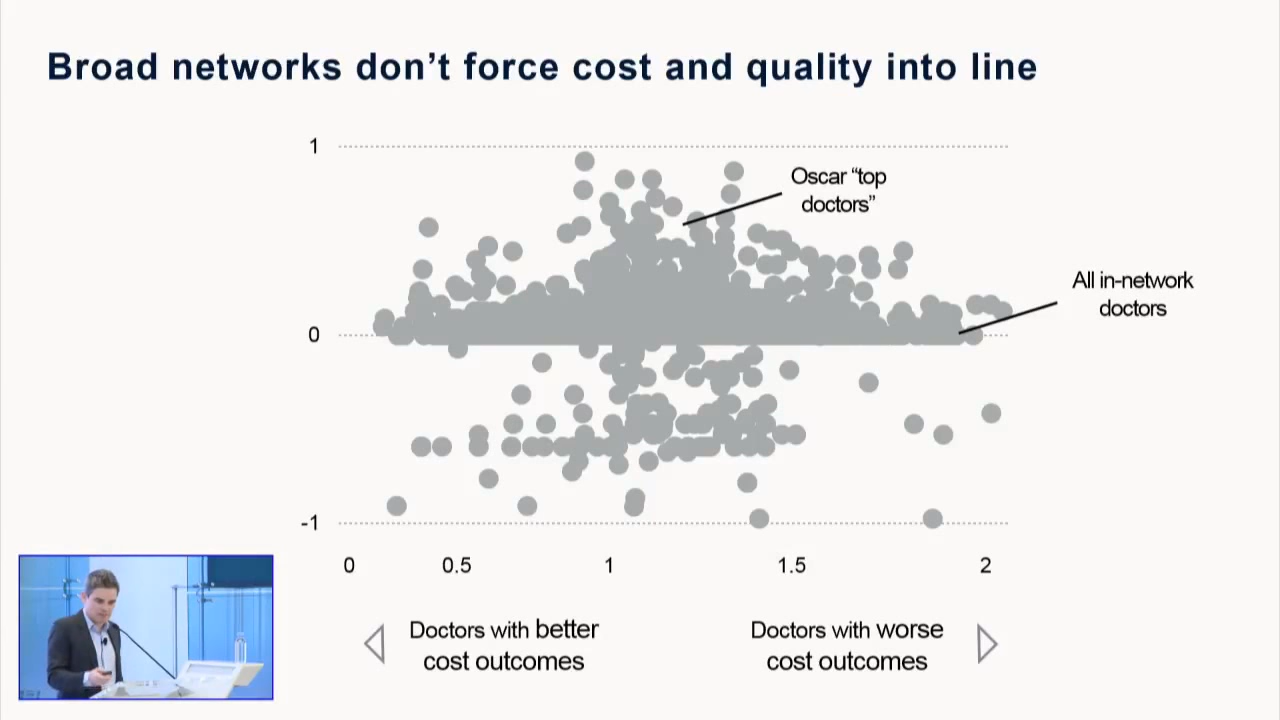 Broad networks don’t force cost and quality into line
1
Oscar “top
doctors”
All in-network
doctors
0
-1
0 0.5 1 1.5 2
Doctors with better
cost outcomes
Doctors with worse
cost outcomes